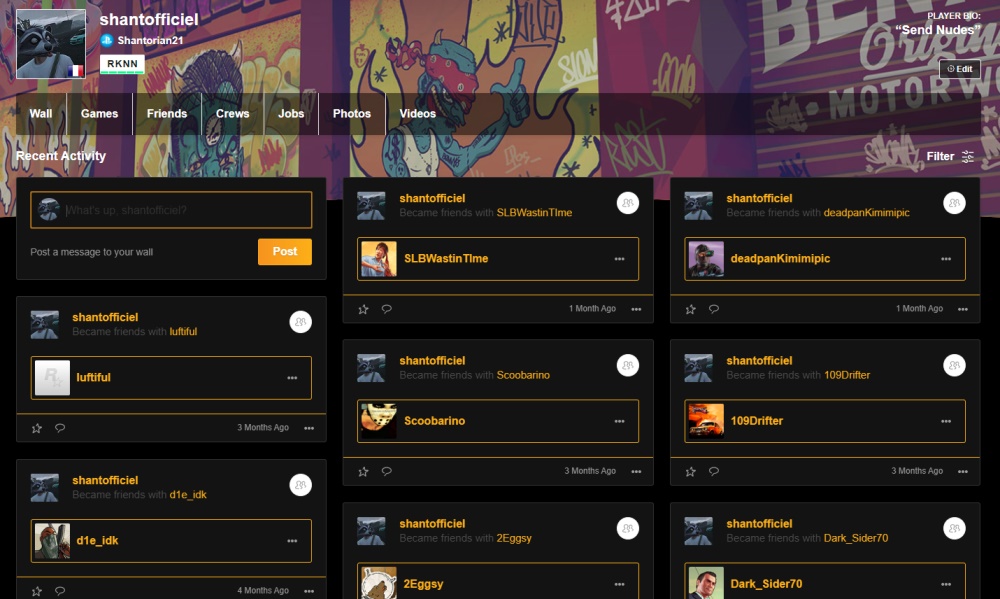 shantofficiel
Shantorian21
RKNN
PLAYER BIO:
“Send Nudes”
Edit
Wall
Games
Friends
Crews
Jobs
Photos
Videos
Recent Activity
Filter
What's up, shantofficiel?
Post a message to your wall
Post
shantofficiel
Became friends with luftiful
luftiful
3 Months Ago
shantofficiel
Became friends with d1e_idk
d1e_idk
4 Months Ago
shantofficiel
Became friends with SLBWastinTIme
SLBWastinTIme
1 Month Ago
shantofficiel
Became friends with Scoobarino
Scoobarino
3 Months Ago
shantofficiel
Became friends with 2Eggsy
2Eggsy
shantofficiel
Became friends with deadpanKimimipic
deadpanKimimipic
1 Month Ago
shantofficiel
Became friends with 109Drifter
109Drifter
3 Months Ago
shantofficiel
Became friends with Dark_Sider70
Dark_Sider70
Original
MOTORW